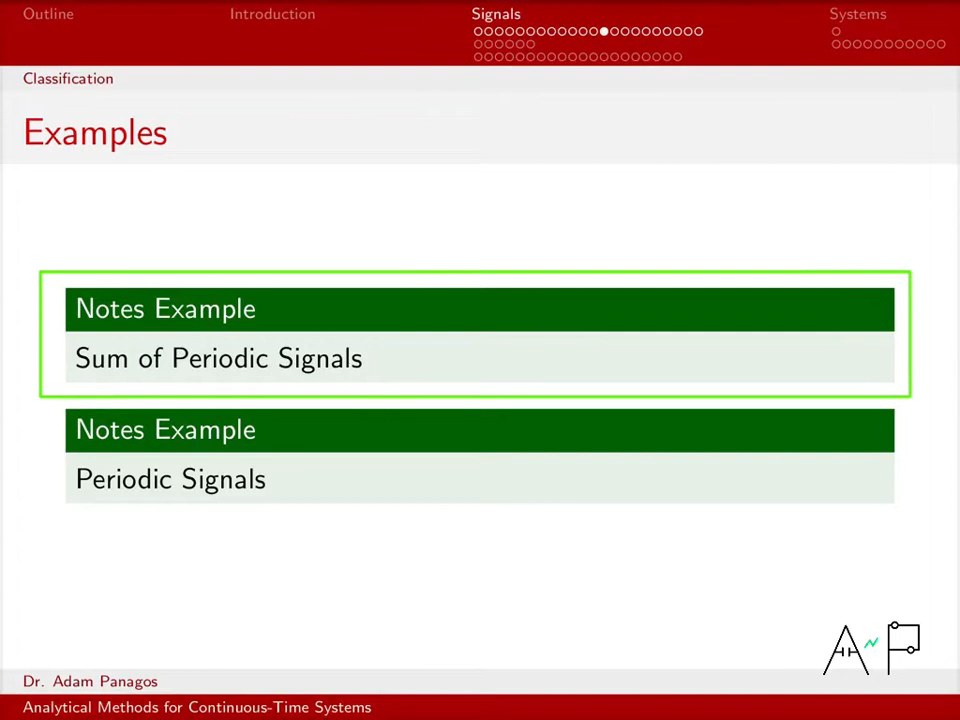 Outline Introduction Signals Systems
Classification
Examples
Notes Example
Sum of Periodic Signals
Notes Example
Periodic Signals
AP
Dr. Adam Panagos
Analytical Methods for Continuous-Time Systems